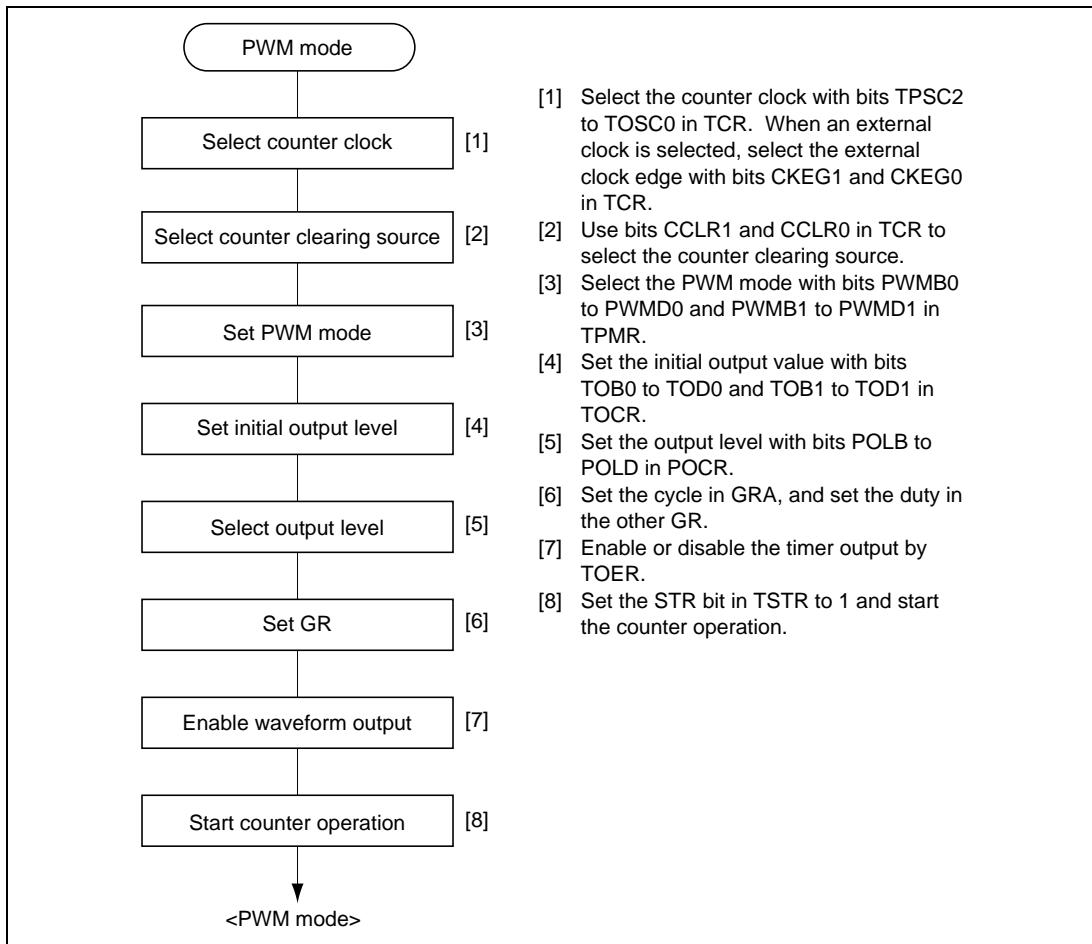 PWM mode
Select counter clock [1]
Select counter clearing source [2]
Set PWM mode [3]
Set initial output level [4]
Select output level [5]
Set GR [6]
Enable waveform output [7]
Start counter operation [8]
<PWM mode>
[1] Select the counter clock with bits TPSC2
to TOSC0 in TCR. When an external
clock is selected, select the external
clock edge with bits CKEG1 and CKEG0
in TCR.
[2] Use bits CCLR1 and CCLR0 in TCR to
select the counter clearing source.
[3] Select the PWM mode with bits PWMB0
to PWMD0 and PWMB1 to PWMD1 in
TPMR.
[4] Set the initial output value with bits
TOB0 to TOD0 and TOB1 to TOD1 in
TOCR.
[5] Set the output level with bits POLB to
POLD in POCR.
[6] Set the cycle in GRA, and set the duty in
the other GR.
[7] Enable or disable the timer output by
TOER.
[8] Set the STR bit in TSTR to 1 and start
the counter operation.